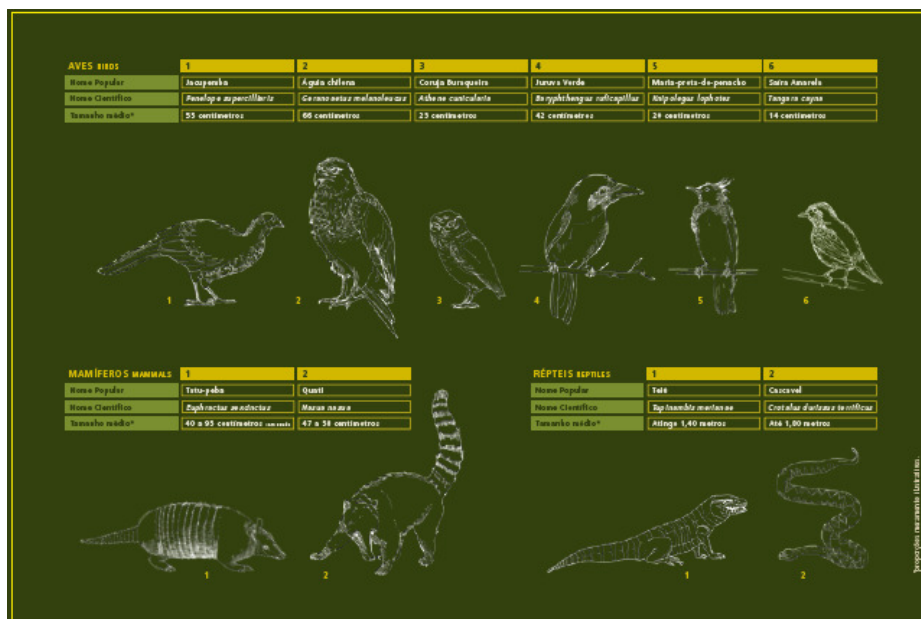 AVES BIRDS 1 2 3 4 5 6
Nome Popular Jacupemba Águia chilena Coruja Buraqueira Juruva Verde Maria-preta-de-penacho Saíra Amarela
Nome Científico Penelope superciliaris Geranoaetus melanoleucus Athene cunicularia Baryphthengus ruficapillus Knipolegus lophotes Tangara cayna
Tamanho médio* 55 centímetros 66 centímetros 23 centímetros 42 centímetros 20 centímetros 14 centímetros
1
2
3
4
5
6
MAMÍFEROS MAMMALS 1 2
Nome Popular Tatu-peba Quati
Nome Científico Euphractus sexcinctus Nasua nasua
Tamanho médio* 40 a 95 centímetros 47 a 58 centímetros
1
2
RÉPTEIS REPTILES 1 2
Nome Popular Teiú Cascavel
Nome Científico Tupinambis merianae Crotalus durissus terrificus
Tamanho médio* Atinge 1,40 metros Até 1,80 metros
1
2
*proporções meramente ilustrativas.